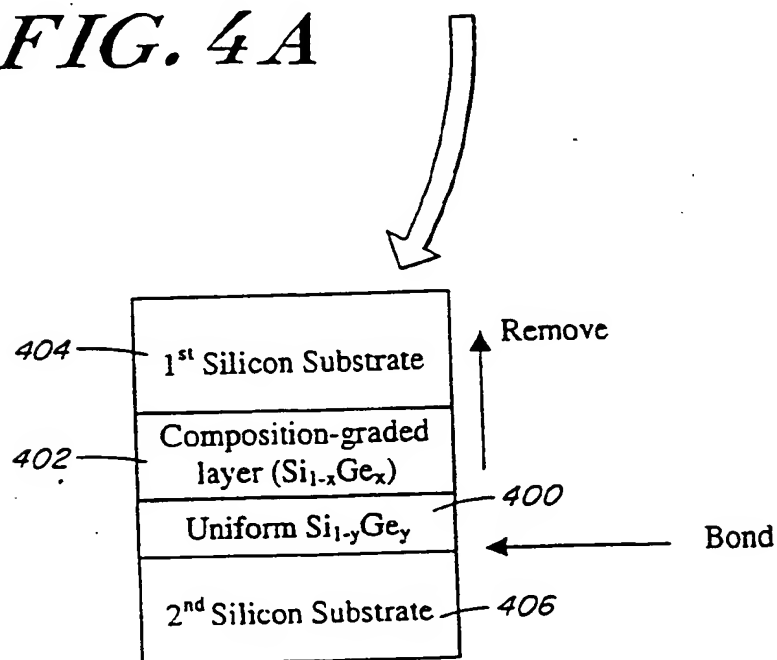 FIG. 4A
404
1st Silicon Substrate
Remove
402
Composition-graded
layer (Si1-xGex)
400
Uniform Si1-yGey
Bond
2nd Silicon Substrate
406